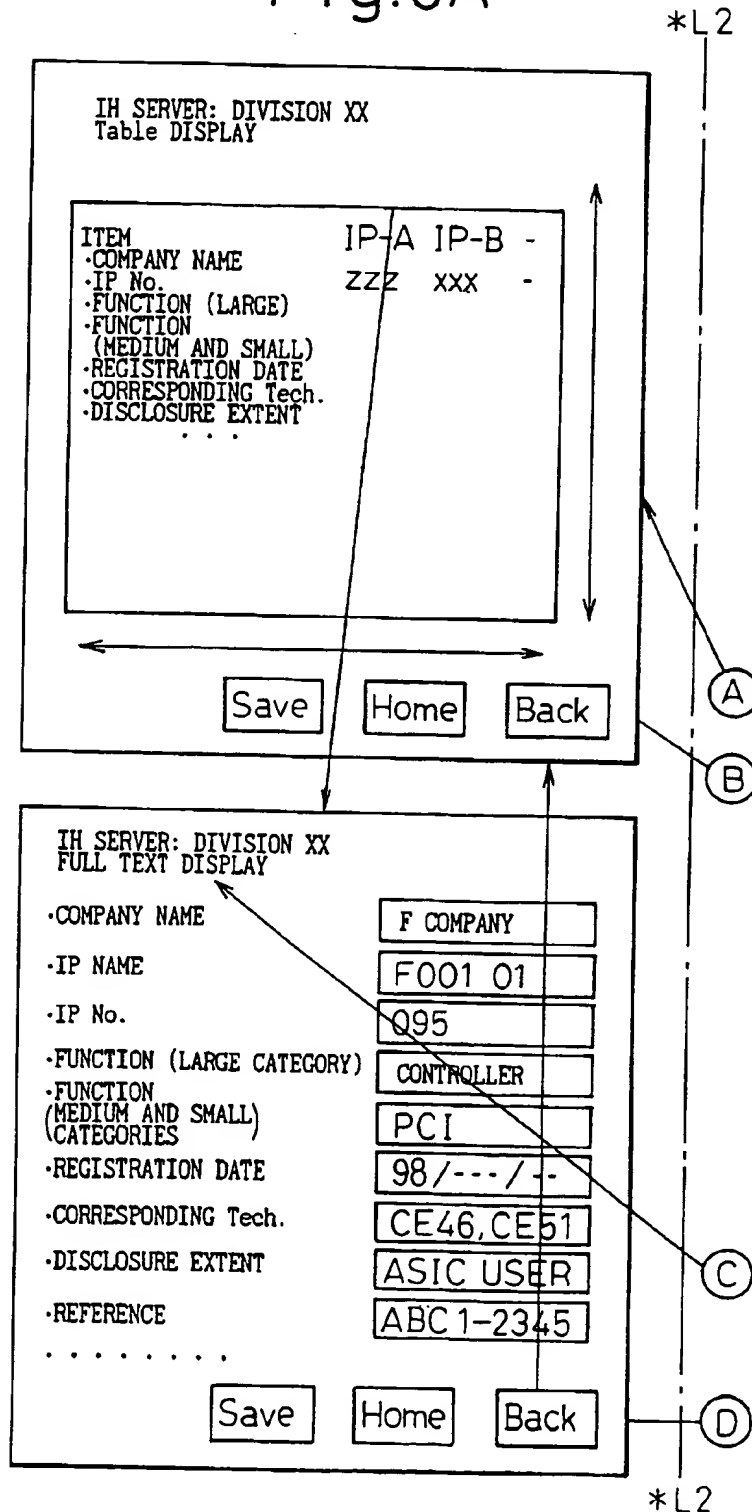 *L2
IH SERVER: DIVISION XX
Table DISPLAY
ITEM IP-A IP-B -
·COMPANY NAME
·IP No. ZZZ XXX -
·FUNCTION (LARGE)
·FUNCTION
(MEDIUM AND SMALL)
·REGISTRATION DATE
·CORRESPONDING Tech.
·DISCLOSURE EXTENT
. . .
Save Home Back
A
B
IH SERVER: DIVISION XX
FULL TEXT DISPLAY
·COMPANY NAME F COMPANY
·IP NAME F001 01
·IP No. 095
·FUNCTION (LARGE CATEGORY) CONTROLLER
·FUNCTION
(MEDIUM AND SMALL) PCI
(CATEGORIES )
·REGISTRATION DATE 98/---/--
·CORRESPONDING Tech. CE46,CE51
·DISCLOSURE EXTENT ASIC USER
·REFERENCE ABC1-2345
. . . . . . . .
Save Home Back
C
D
*L2